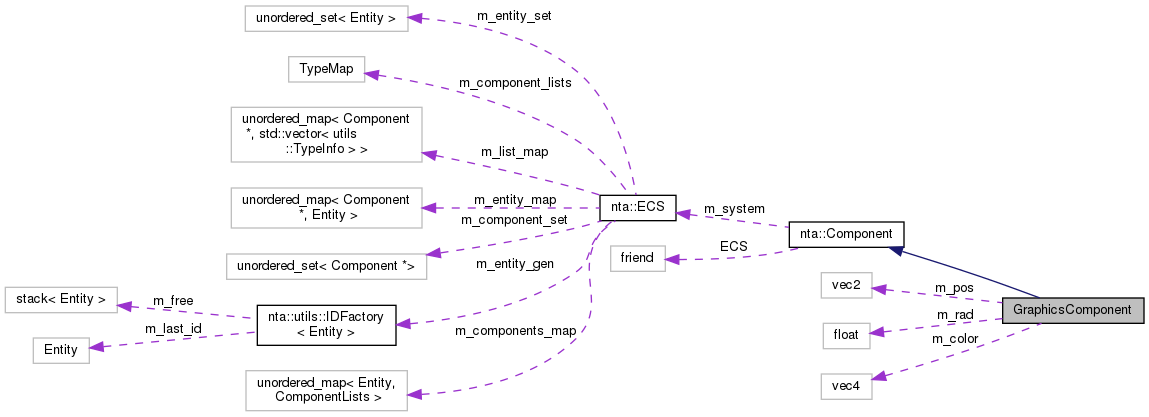 unordered_set< Entity >
m_entity_set
TypeMap
m_component_lists
unordered_map< Component
*, std::vector< utils
::TypeInfo > >
m_list_map
unordered_map< Component
*, Entity >
m_entity_map
m_component_set
nta::ECS
m_system
nta::Component
ECS
friend
unordered_set< Component *>
m_entity_gen
vec2
m_pos
stack< Entity >
m_free
nta::utils::IDFactory
< Entity >
m_last_id
Entity
m_components_map
GraphicsComponent
m_rad
float
m_color
vec4
unordered_map< Entity,
ComponentLists >